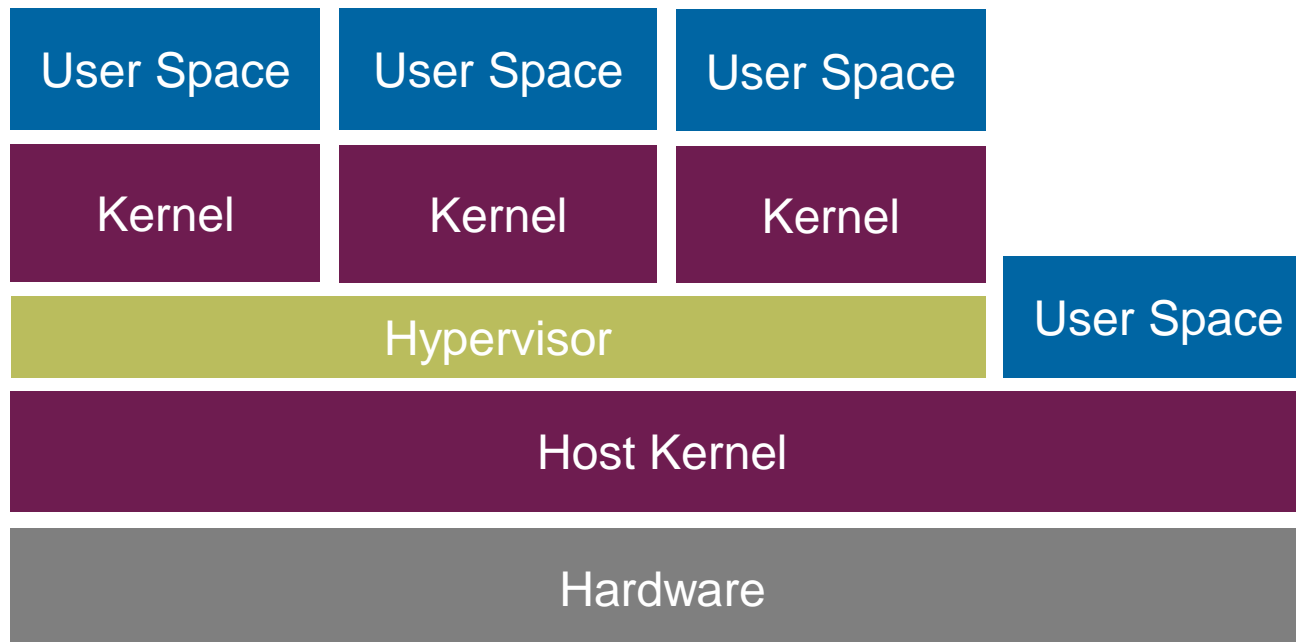 User Space
User Space
User Space
Kernel
Kernel
Kernel
Hypervisor
User Space
Host Kernel
Hardware